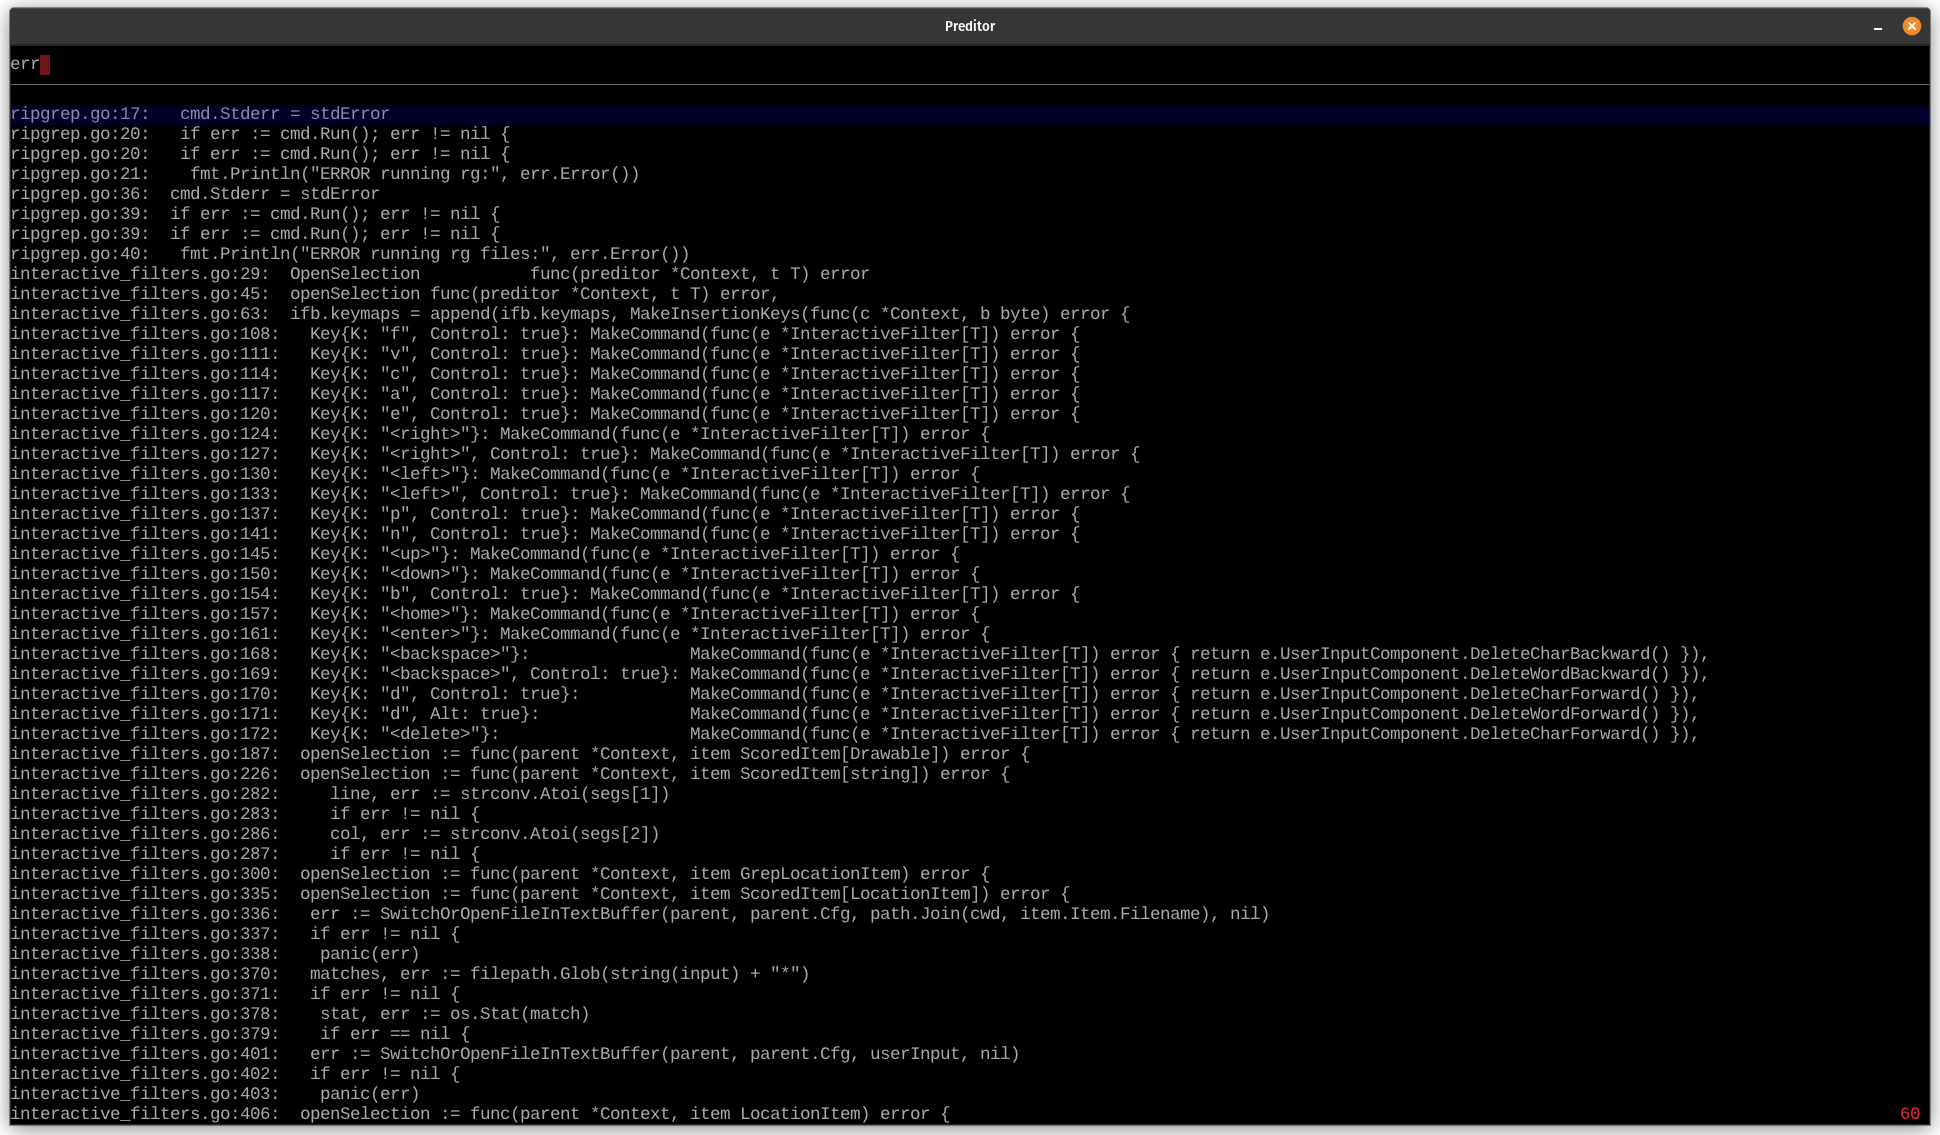 Preditor
err
ripgrep.go:17:   cmd.Stderr = stdError
ripgrep.go:20:   if err := cmd.Run(); err != nil {
ripgrep.go:20:   if err := cmd.Run(); err != nil {
ripgrep.go:21:    fmt.Println("ERROR running rg:", err.Error())
ripgrep.go:36:  cmd.Stderr = stdError
ripgrep.go:39:  if err := cmd.Run(); err != nil {
ripgrep.go:39:  if err := cmd.Run(); err != nil {
ripgrep.go:40:   fmt.Println("ERROR running rg files:", err.Error())
interactive_filters.go:29:  OpenSelection           func(preditor *Context, t T) error
interactive_filters.go:45:  openSelection func(preditor *Context, t T) error,
interactive_filters.go:63:  ifb.keymaps = append(ifb.keymaps, MakeInsertionKeys(func(c *Context, b byte) error {
interactive_filters.go:108:   Key{K: "f", Control: true}: MakeCommand(func(e *InteractiveFilter[T]) error {
interactive_filters.go:111:   Key{K: "v", Control: true}: MakeCommand(func(e *InteractiveFilter[T]) error {
interactive_filters.go:114:   Key{K: "c", Control: true}: MakeCommand(func(e *InteractiveFilter[T]) error {
interactive_filters.go:117:   Key{K: "a", Control: true}: MakeCommand(func(e *InteractiveFilter[T]) error {
interactive_filters.go:120:   Key{K: "e", Control: true}: MakeCommand(func(e *InteractiveFilter[T]) error {
interactive_filters.go:124:   Key{K: "<right>"}: MakeCommand(func(e *InteractiveFilter[T]) error {
interactive_filters.go:127:   Key{K: "<right>", Control: true}: MakeCommand(func(e *InteractiveFilter[T]) error {
interactive_filters.go:130:   Key{K: "<left>"}: MakeCommand(func(e *InteractiveFilter[T]) error {
interactive_filters.go:133:   Key{K: "<left>", Control: true}: MakeCommand(func(e *InteractiveFilter[T]) error {
interactive_filters.go:137:   Key{K: "p", Control: true}: MakeCommand(func(e *InteractiveFilter[T]) error {
interactive_filters.go:141:   Key{K: "n", Control: true}: MakeCommand(func(e *InteractiveFilter[T]) error {
interactive_filters.go:145:   Key{K: "<up>"}: MakeCommand(func(e *InteractiveFilter[T]) error {
interactive_filters.go:150:   Key{K: "<down>"}: MakeCommand(func(e *InteractiveFilter[T]) error {
interactive_filters.go:154:   Key{K: "b", Control: true}: MakeCommand(func(e *InteractiveFilter[T]) error {
interactive_filters.go:157:   Key{K: "<home>"}: MakeCommand(func(e *InteractiveFilter[T]) error {
interactive_filters.go:161:   Key{K: "<enter>"}: MakeCommand(func(e *InteractiveFilter[T]) error {
interactive_filters.go:168:   Key{K: "<backspace>"}:                MakeCommand(func(e *InteractiveFilter[T]) error { return e.UserInputComponent.DeleteCharBackward() }),
interactive_filters.go:169:   Key{K: "<backspace>", Control: true}: MakeCommand(func(e *InteractiveFilter[T]) error { return e.UserInputComponent.DeleteWordBackward() }),
interactive_filters.go:170:   Key{K: "d", Control: true}:           MakeCommand(func(e *InteractiveFilter[T]) error { return e.UserInputComponent.DeleteCharForward() }),
interactive_filters.go:171:   Key{K: "d", Alt: true}:               MakeCommand(func(e *InteractiveFilter[T]) error { return e.UserInputComponent.DeleteWordForward() }),
interactive_filters.go:172:   Key{K: "<delete>"}:                   MakeCommand(func(e *InteractiveFilter[T]) error { return e.UserInputComponent.DeleteCharForward() }),
interactive_filters.go:187:  openSelection := func(parent *Context, item ScoredItem[Drawable]) error {
interactive_filters.go:226:  openSelection := func(parent *Context, item ScoredItem[string]) error {
interactive_filters.go:282:     line, err := strconv.Atoi(segs[1])
interactive_filters.go:283:     if err != nil {
interactive_filters.go:286:     col, err := strconv.Atoi(segs[2])
interactive_filters.go:287:     if err != nil {
interactive_filters.go:300:  openSelection := func(parent *Context, item GrepLocationItem) error {
interactive_filters.go:335:  openSelection := func(parent *Context, item ScoredItem[LocationItem]) error {
interactive_filters.go:336:   err := SwitchOrOpenFileInTextBuffer(parent, parent.Cfg, path.Join(cwd, item.Item.Filename), nil)
interactive_filters.go:337:   if err != nil {
interactive_filters.go:338:    panic(err)
interactive_filters.go:370:   matches, err := filepath.Glob(string(input) + "*")
interactive_filters.go:371:   if err != nil {
interactive_filters.go:378:    stat, err := os.Stat(match)
interactive_filters.go:379:    if err == nil {
interactive_filters.go:401:   err := SwitchOrOpenFileInTextBuffer(parent, parent.Cfg, userInput, nil)
interactive_filters.go:402:   if err != nil {
interactive_filters.go:403:    panic(err)
interactive_filters.go:406:  openSelection := func(parent *Context, item LocationItem) error {
60